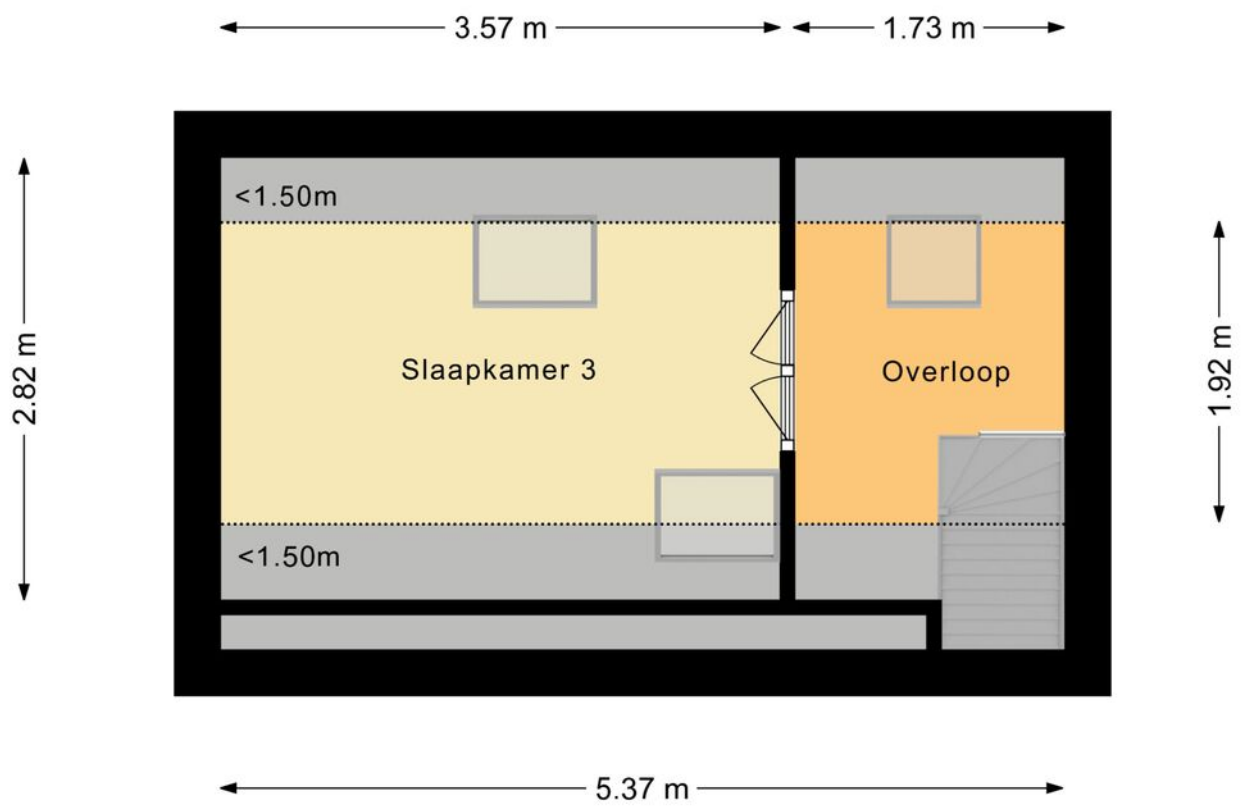 3.57 m
1.73 m
<1.50m
2.82 m
Slaapkamer 3
Overloop
1.92 m
<1.50m
5.37 m